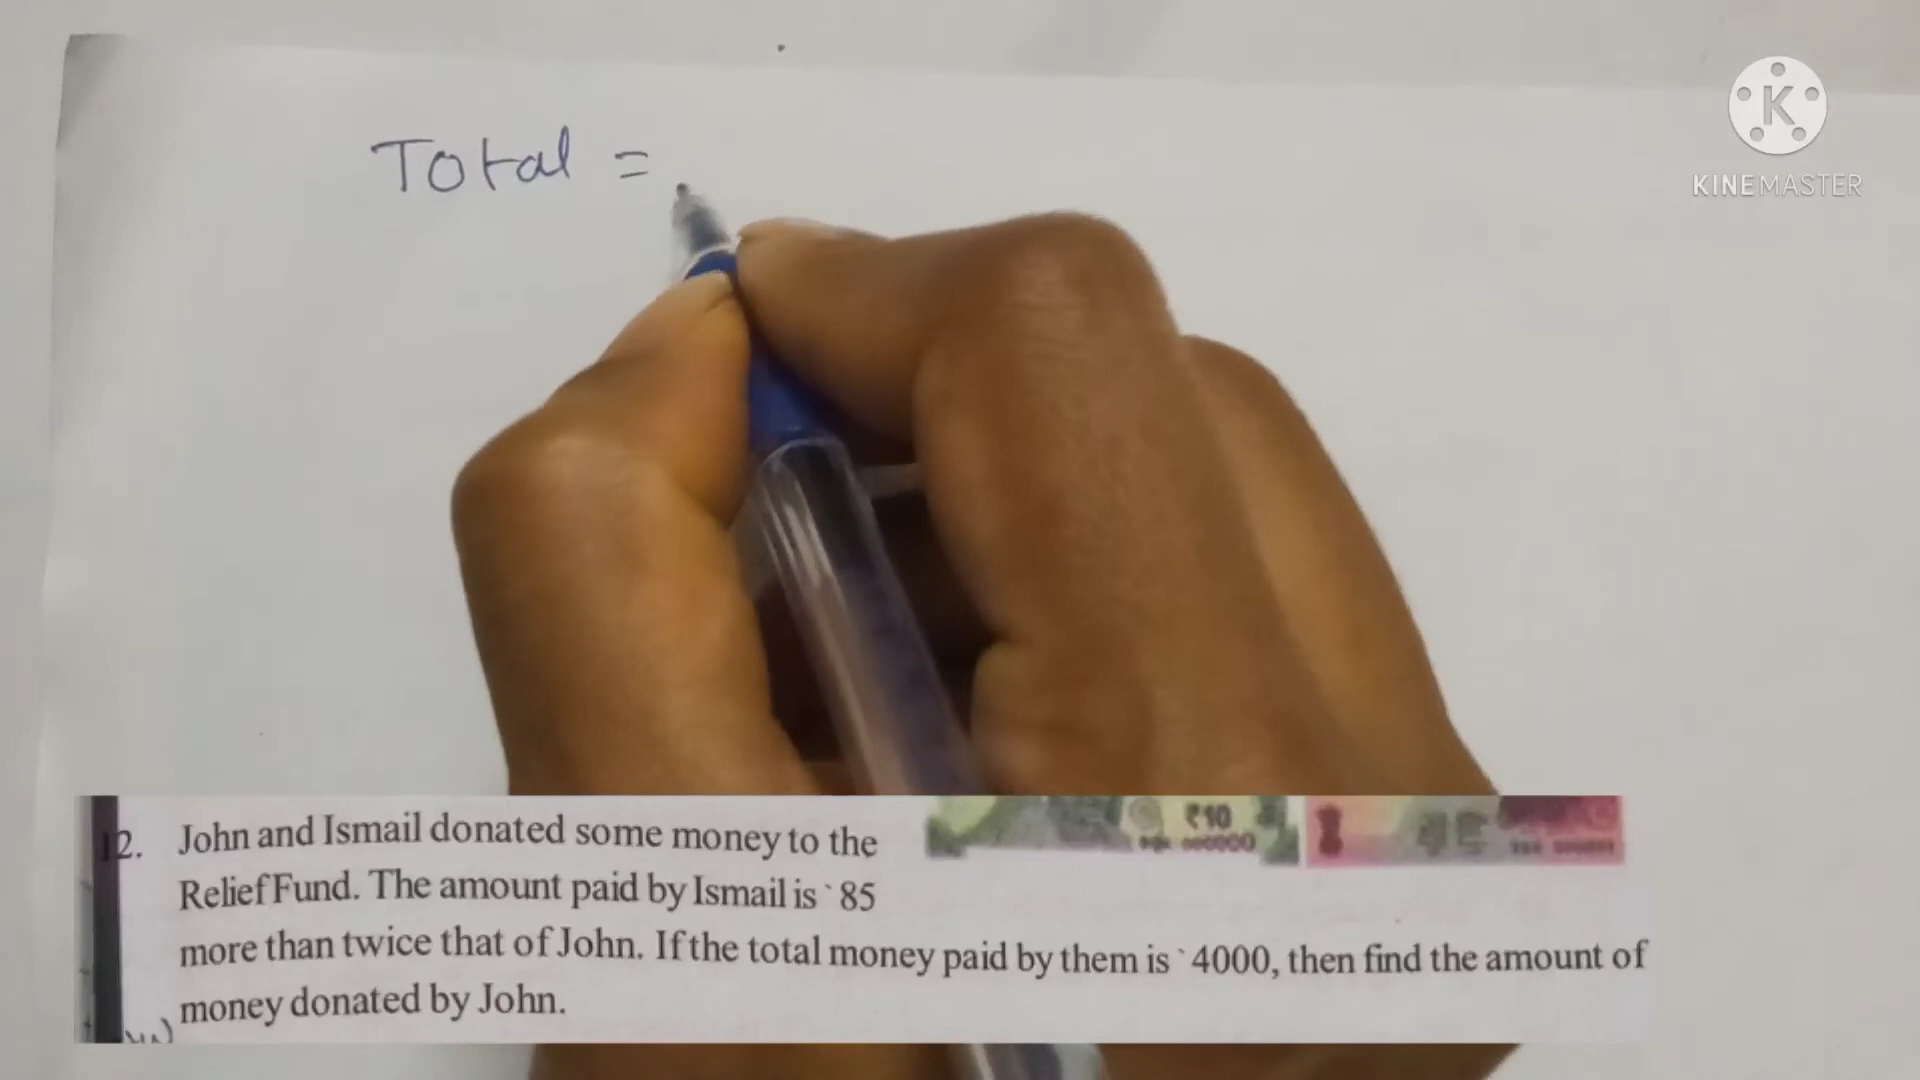 Total =
KINEMASTER
12. John and Ismail donated some money to the
Relief Fund. The amount paid by Ismail is ` 85
more than twice that of John. If the total money paid by them is ` 4000, then find the amount of
money donated by John.
₹10
000000